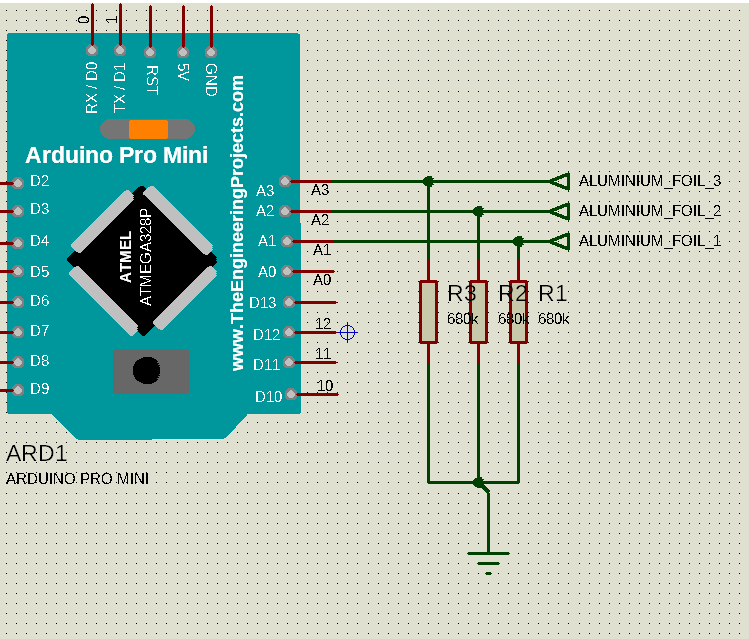 0
1
RX / D0
TX / 1D
RST
5V
GND
Arduino Pro Mini
www.TheEngineeringProjects.com
D2
D3
D4
D5
D6
D7
D8
D9
ATMEL
ATMEGA328P
A3
A2
A1
A0
D13
D12
D11
D10
A3
A2
A1
A0
12
11
10
ALUMINIUM_FOIL_3
ALUMINIUM_FOIL_2
ALUMINIUM_FOIL_1
R3
680k
R2
680k
R1
680k
ARD1
ARDUINO PRO MINI